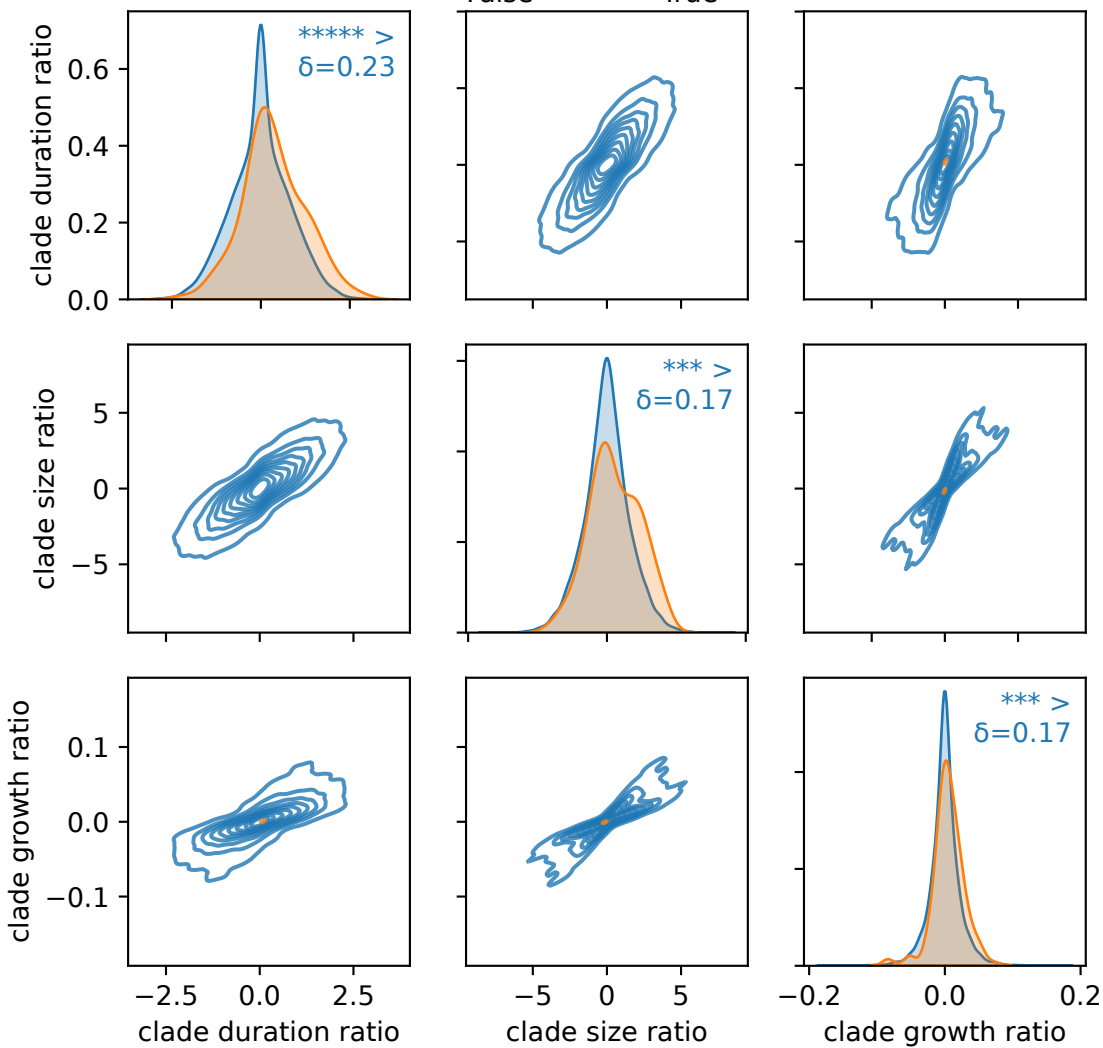 clade duration ratio
0.6
0.4
0.2
0.0
***** >
δ=0.23
clade size ratio
5
0
−5
*** >
δ=0.17
clade growth ratio
0.1
0.0
−0.1
*** >
δ=0.17
−2.5 0.0 2.5
−5 0 5
−0.2 0.0 0.2
clade duration ratio
clade size ratio
clade growth ratio